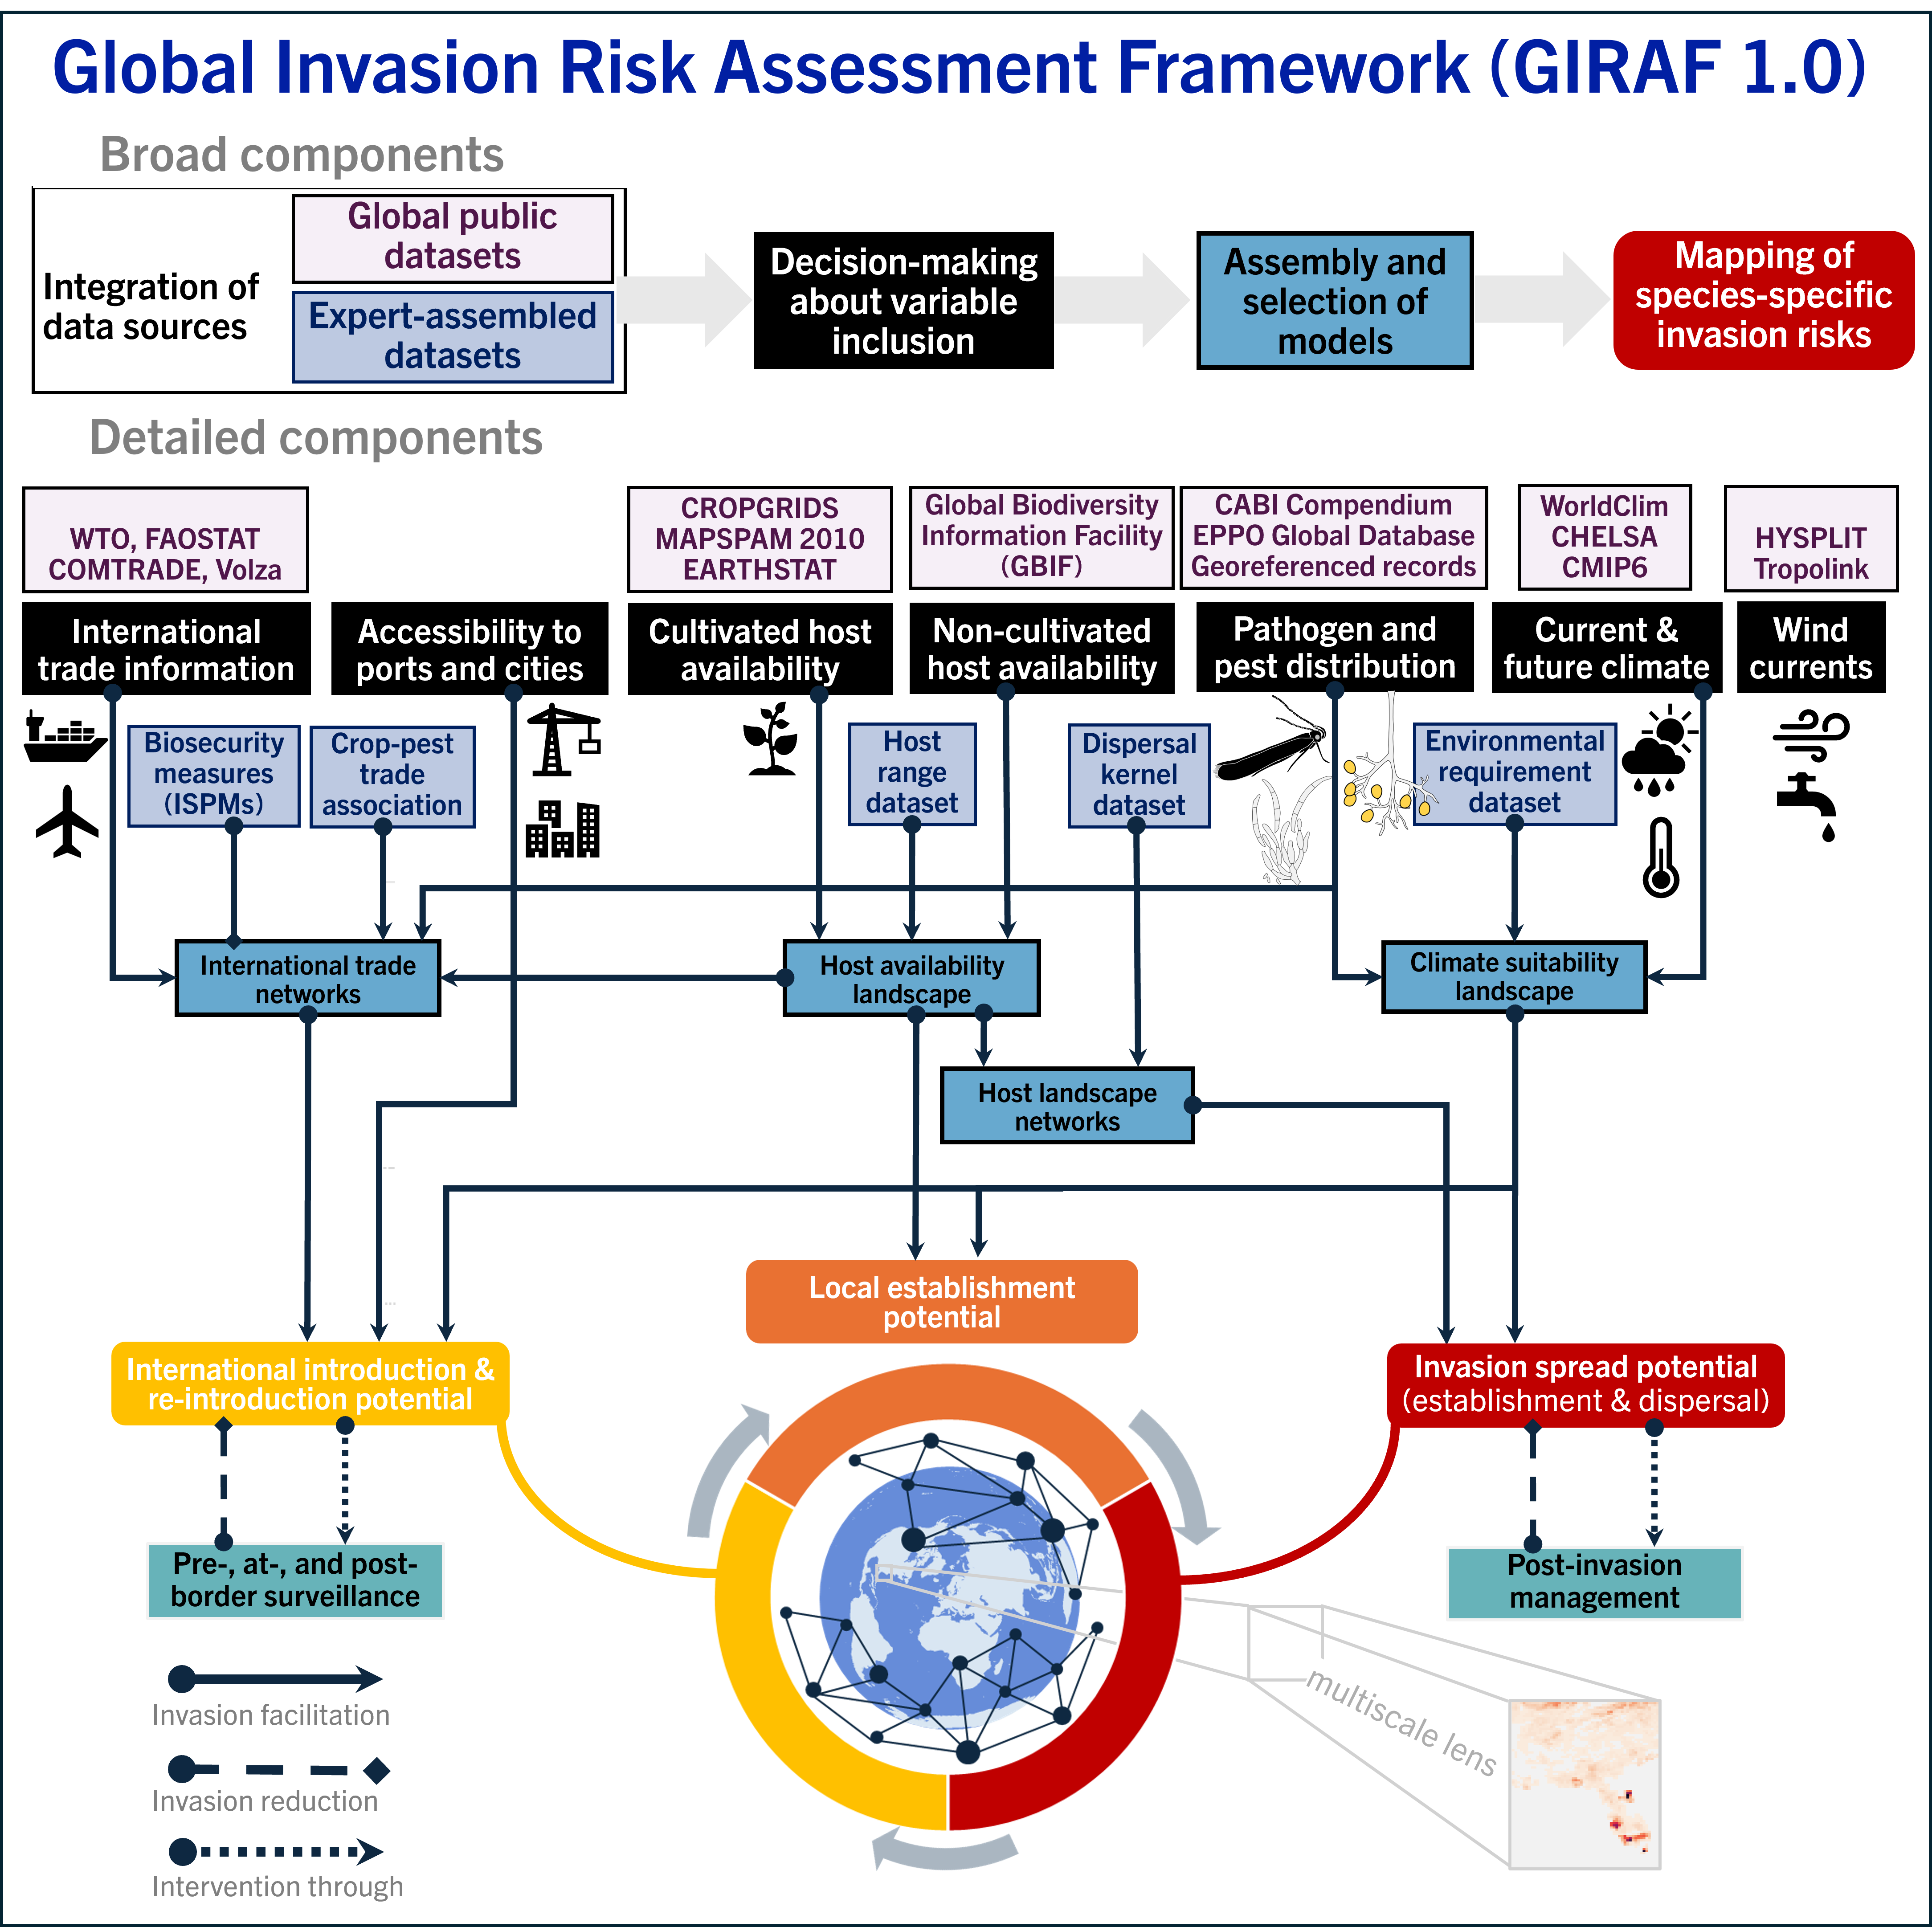 Global Invasion Risk Assessment Framework (GIRAF 1.0)
Broad components
Integration of
data sources
Global public
datasets
Expert-assembled
datasets
Decision-making
about variable
inclusion
Assembly and
selection of
models
Mapping of
species-specific
invasion risks
Detailed components
WTO, FAOSTAT
COMTRADE, Volza
CROPGRIDS
MAPSPAM 2010
EARTHSTAT
Global Biodiversity
Information Facility
(GBIF)
CABI Compendium
EPPO Global Database
Georeferenced records
WorldClim
CHELSA
CMIP6
HYSPLIT
Tropolink
International
trade information
Accessibility to
ports and cities
Cultivated host
availability
Non-cultivated
host availability
Pathogen and
pest distribution
Current &
future climate
Wind
currents
Biosecurity
measures
(ISPMs)
Crop-pest
trade
association
Host
range
dataset
Dispersal
kernel
dataset
Environmental
requirement
dataset
International trade
networks
Host availability
landscape
Climate suitability
landscape
Host landscape
networks
Local establishment
potential
International introduction &
re-introduction potential
Invasion spread potential
(establishment & dispersal)
Pre-, at-, and post-
border surveillance
Post-invasion
management
Invasion facilitation
Invasion reduction
Intervention through
multiscale lens